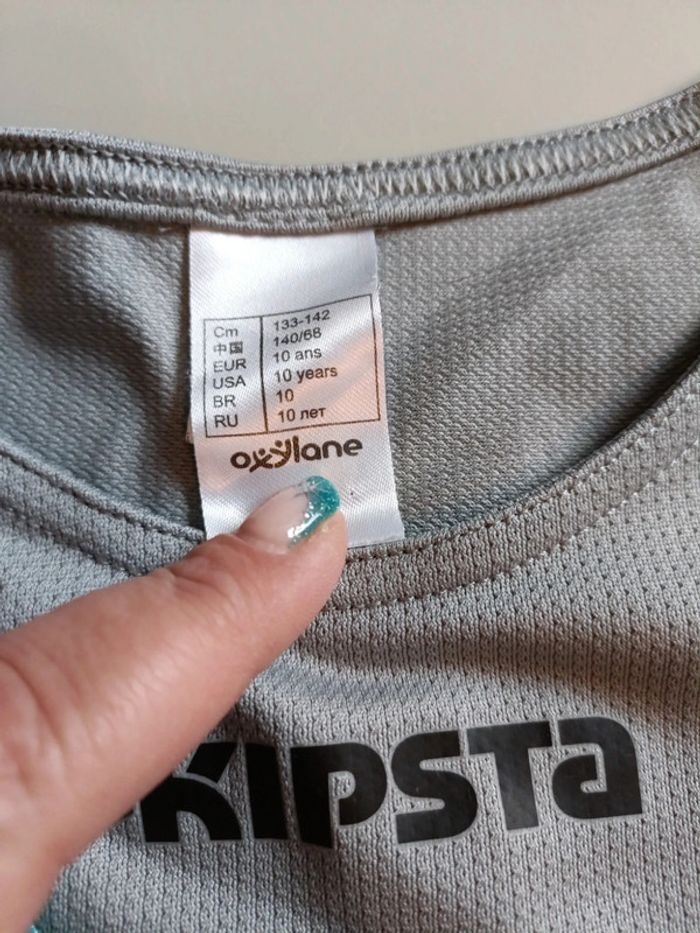 Cm 133-142
中国 140/68
EUR 10 ans
USA 10 years
BR 10
RU 10 лет
oxylane
KIPSTA